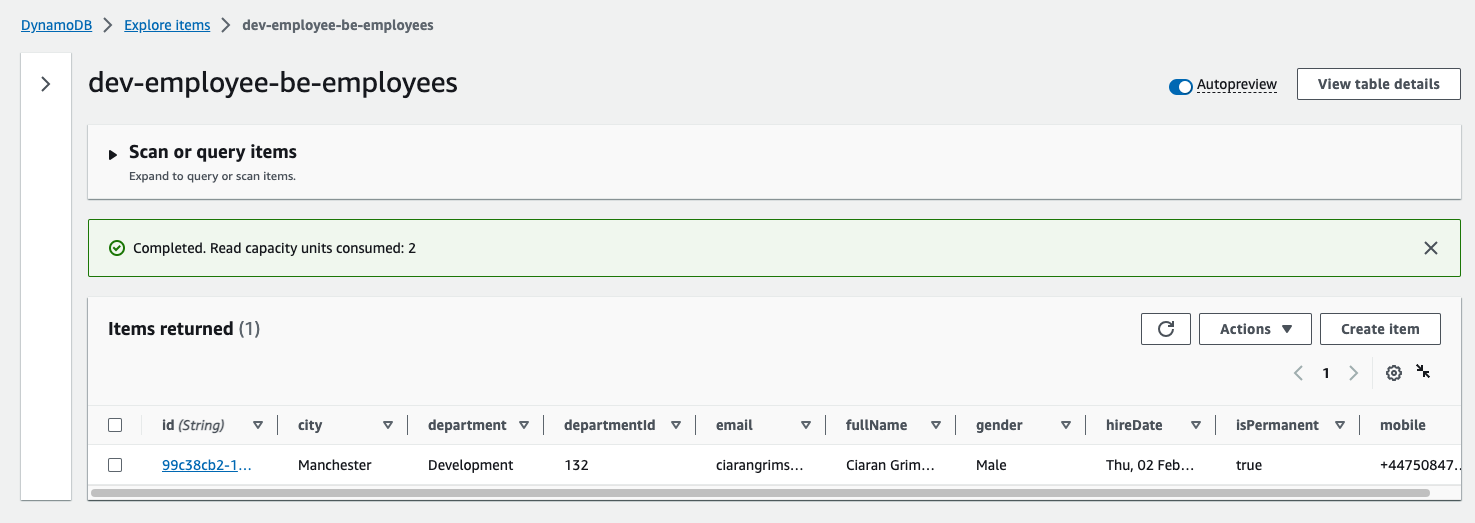 DynamoDB > Explore items > dev-employee-be-employees
dev-employee-be-employees
Autopreview
View table details
Scan or query items
Expand to query or scan items.
Completed. Read capacity units consumed: 2
Items returned (1)
Actions
Create item
1
id (String) city department departmentId email fullName gender hireDate isPermanent mobile
99c38cb2-1... Manchester Development 132 ciarangrims... Ciaran Grim... Male Thu, 02 Feb... true +44750847...